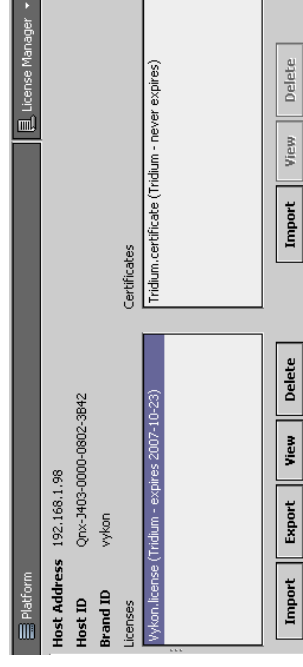 Platform
License Manager
Host Address 192.168.1.98
Host ID Qnx-J403-0000-0802-3B42
Brand ID vykon
Licenses
Vykon.license (Tridium - expires 2007-10-23)
Import Export View Delete
Certificates
Tridium.certificate (Tridium - never expires)
Import View Delete